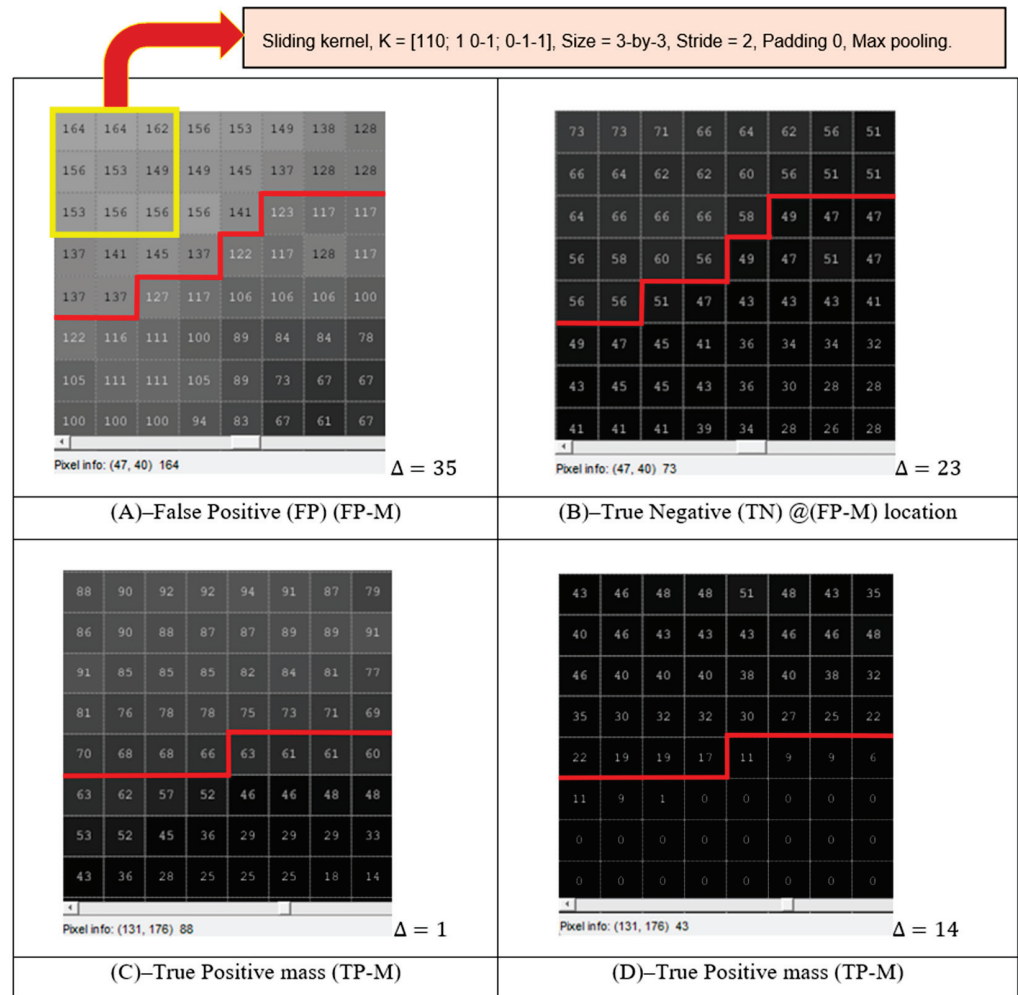 Sliding kernel, K = [110; 1 0-1; 0-1-1], Size = 3-by-3, Stride = 2, Padding 0, Max pooling.
164 164 162 156 153 149 138 128
156 153 149 149 145 137 128 128
153 156 156 156 141 123 117 117
137 141 145 137 122 117 128 117
137 137 127 117 106 106 106 100
122 116 111 100 89 84 84 78
105 111 111 105 89 73 67 67
100 100 100 94 83 67 61 67
Pixel info: (47, 40) 164
Δ = 35
(A)–False Positive (FP) (FP-M)
73 73 71 66 64 62 56 51
66 64 62 62 60 56 51 51
64 66 66 66 58 49 47 47
56 58 60 56 49 47 51 47
56 56 51 47 43 43 43 41
49 47 45 41 36 34 34 32
43 45 45 43 36 30 28 28
41 41 41 39 34 28 26 28
Pixel info: (47, 40) 73
Δ = 23
(B)–True Negative (TN) @(FP-M) location
88 90 92 92 94 91 87 79
86 90 88 87 87 89 89 91
91 85 85 85 82 84 81 77
81 76 78 78 75 73 71 69
70 68 68 66 63 61 61 60
63 62 57 52 46 46 48 48
53 52 45 36 29 29 29 33
43 36 28 25 25 25 18 14
Pixel info: (131, 176) 88
Δ = 1
(C)–True Positive mass (TP-M)
43 46 48 48 51 48 43 35
40 46 43 43 43 46 46 48
46 40 40 40 38 40 38 32
35 30 32 32 30 27 25 22
22 19 19 17 11 9 9 6
11 9 1 0 0 0 0 0
0 0 0 0 0 0 0 0
0 0 0 0 0 0 0 0
Pixel info: (131, 176) 43
Δ = 14
(D)–True Positive mass (TP-M)